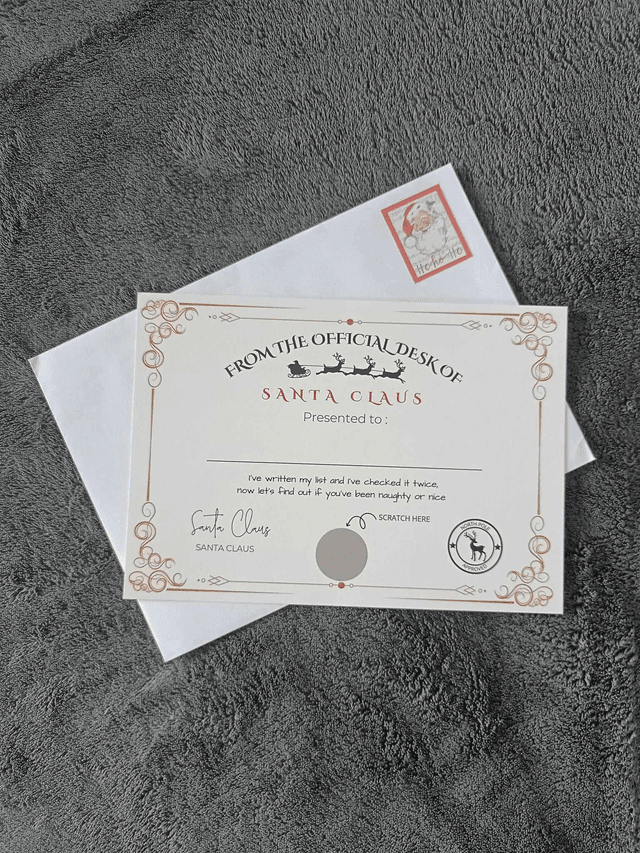 Ho Ho Ho
FROM THE OFFICIAL DESK OF
SANTA CLAUS
Presented to :
I've written my list and I've checked it twice,
now let's find out if you've been naughty or nice
Santa Claus
SANTA CLAUS
SCRATCH HERE
NORTH POLE
APPROVED